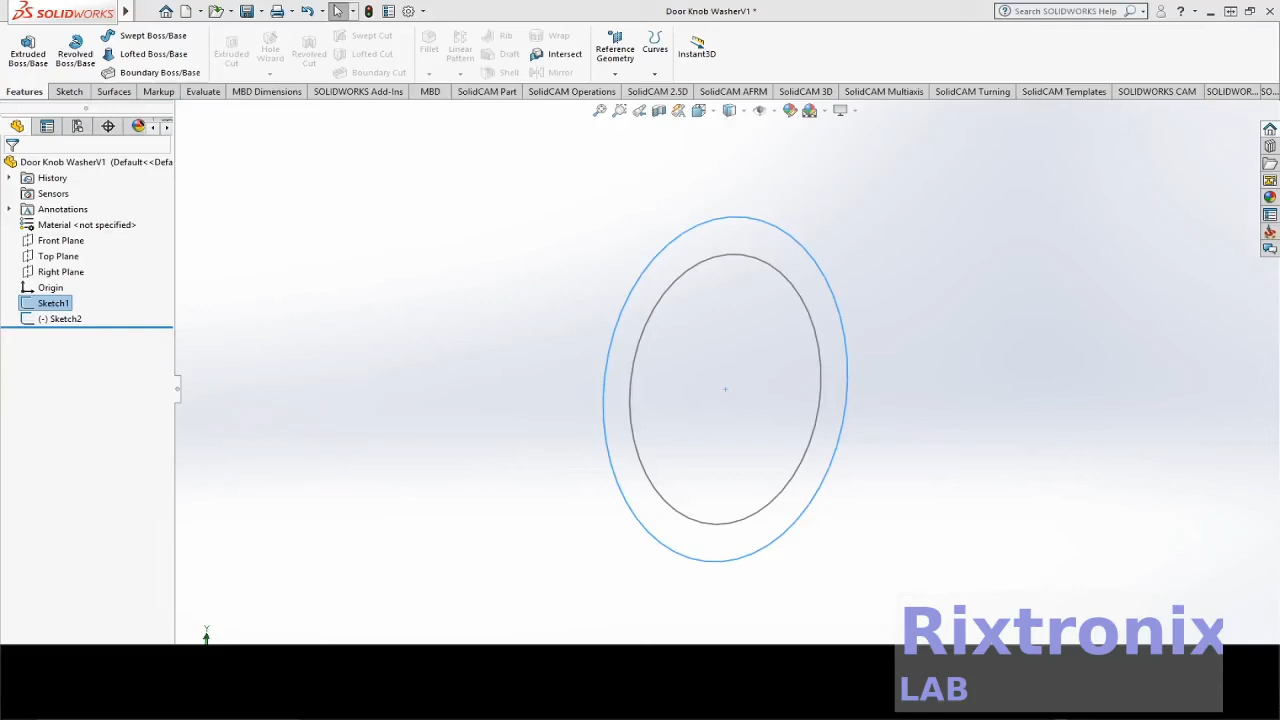 SOLIDWORKS
Door Knob WasherV1 *
Search SOLIDWORKS Help
Extruded Boss/Base
Revolved Boss/Base
Swept Boss/Base
Lofted Boss/Base
Boundary Boss/Base
Extruded Cut
Hole Wizard
Revolved Cut
Swept Cut
Lofted Cut
Boundary Cut
Fillet
Linear Pattern
Rib
Draft
Shell
Wrap
Intersect
Mirror
Reference Geometry
Curves
Instant3D
Features
Sketch
Surfaces
Markup
Evaluate
MBD Dimensions
SOLIDWORKS Add-Ins
MBD
SolidCAM Part
SolidCAM Operations
SolidCAM 2.5D
SolidCAM AFRM
SolidCAM 3D
SolidCAM Multiaxis
SolidCAM Turning
SolidCAM Templates
SOLIDWORKS CAM
SOLIDWOR...
SO...
Door Knob WasherV1 (Default<<Defa
History
Sensors
Annotations
Material <not specified>
Front Plane
Top Plane
Right Plane
Origin
Sketch1
(-) Sketch2
Y
Rixtronix
LAB